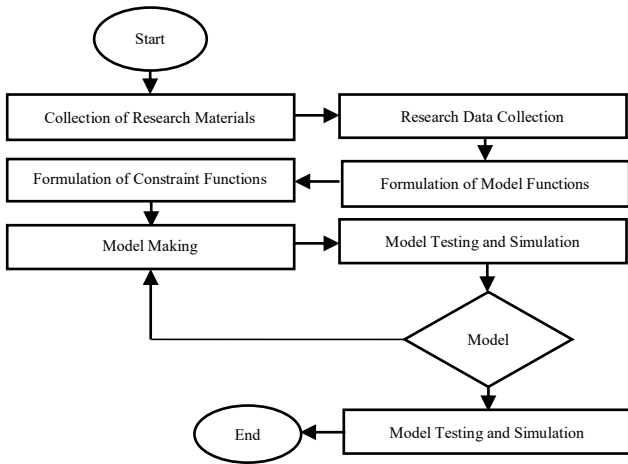 Start
Collection of Research Materials
Research Data Collection
Formulation of Model Functions
Formulation of Constraint Functions
Model Making
Model Testing and Simulation
Model
Model Testing and Simulation
End